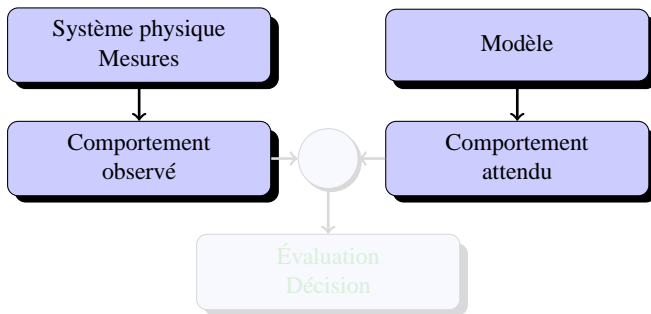 Système physique
Mesures
Modèle
Comportement
observé
Comportement
attendu
Évaluation
Décision